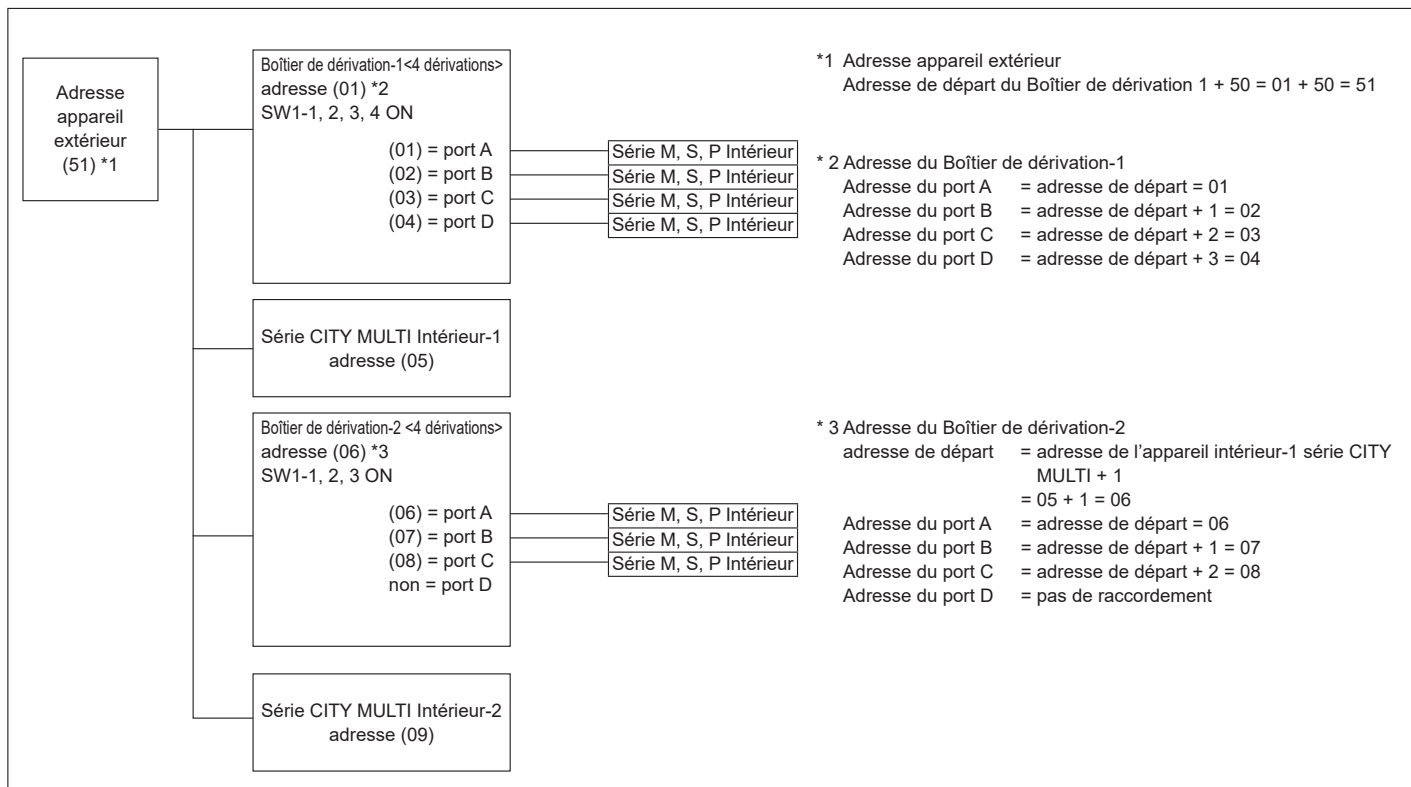 Adresse
appareil
extérieur
(51) *1
Boîtier de dérivation-1<4 dérivations>
adresse (01) *2
SW1-1, 2, 3, 4 ON
(01) = port A
(02) = port B
(03) = port C
(04) = port D
Série M, S, P Intérieur
Série M, S, P Intérieur
Série M, S, P Intérieur
Série M, S, P Intérieur
*1 Adresse appareil extérieur
Adresse de départ du Boîtier de dérivation 1 + 50 = 01 + 50 = 51
* 2 Adresse du Boîtier de dérivation-1
Adresse du port A = adresse de départ = 01
Adresse du port B = adresse de départ + 1 = 02
Adresse du port C = adresse de départ + 2 = 03
Adresse du port D = adresse de départ + 3 = 04
Série CITY MULTI Intérieur-1
adresse (05)
Boîtier de dérivation-2 <4 dérivations>
adresse (06) *3
SW1-1, 2, 3 ON
(06) = port A
(07) = port B
(08) = port C
non = port D
Série M, S, P Intérieur
Série M, S, P Intérieur
Série M, S, P Intérieur
* 3 Adresse du Boîtier de dérivation-2
adresse de départ = adresse de l'appareil intérieur-1 série CITY
MULTI + 1
= 05 + 1 = 06
Adresse du port A = adresse de départ = 06
Adresse du port B = adresse de départ + 1 = 07
Adresse du port C = adresse de départ + 2 = 08
Adresse du port D = pas de raccordement
Série CITY MULTI Intérieur-2
adresse (09)